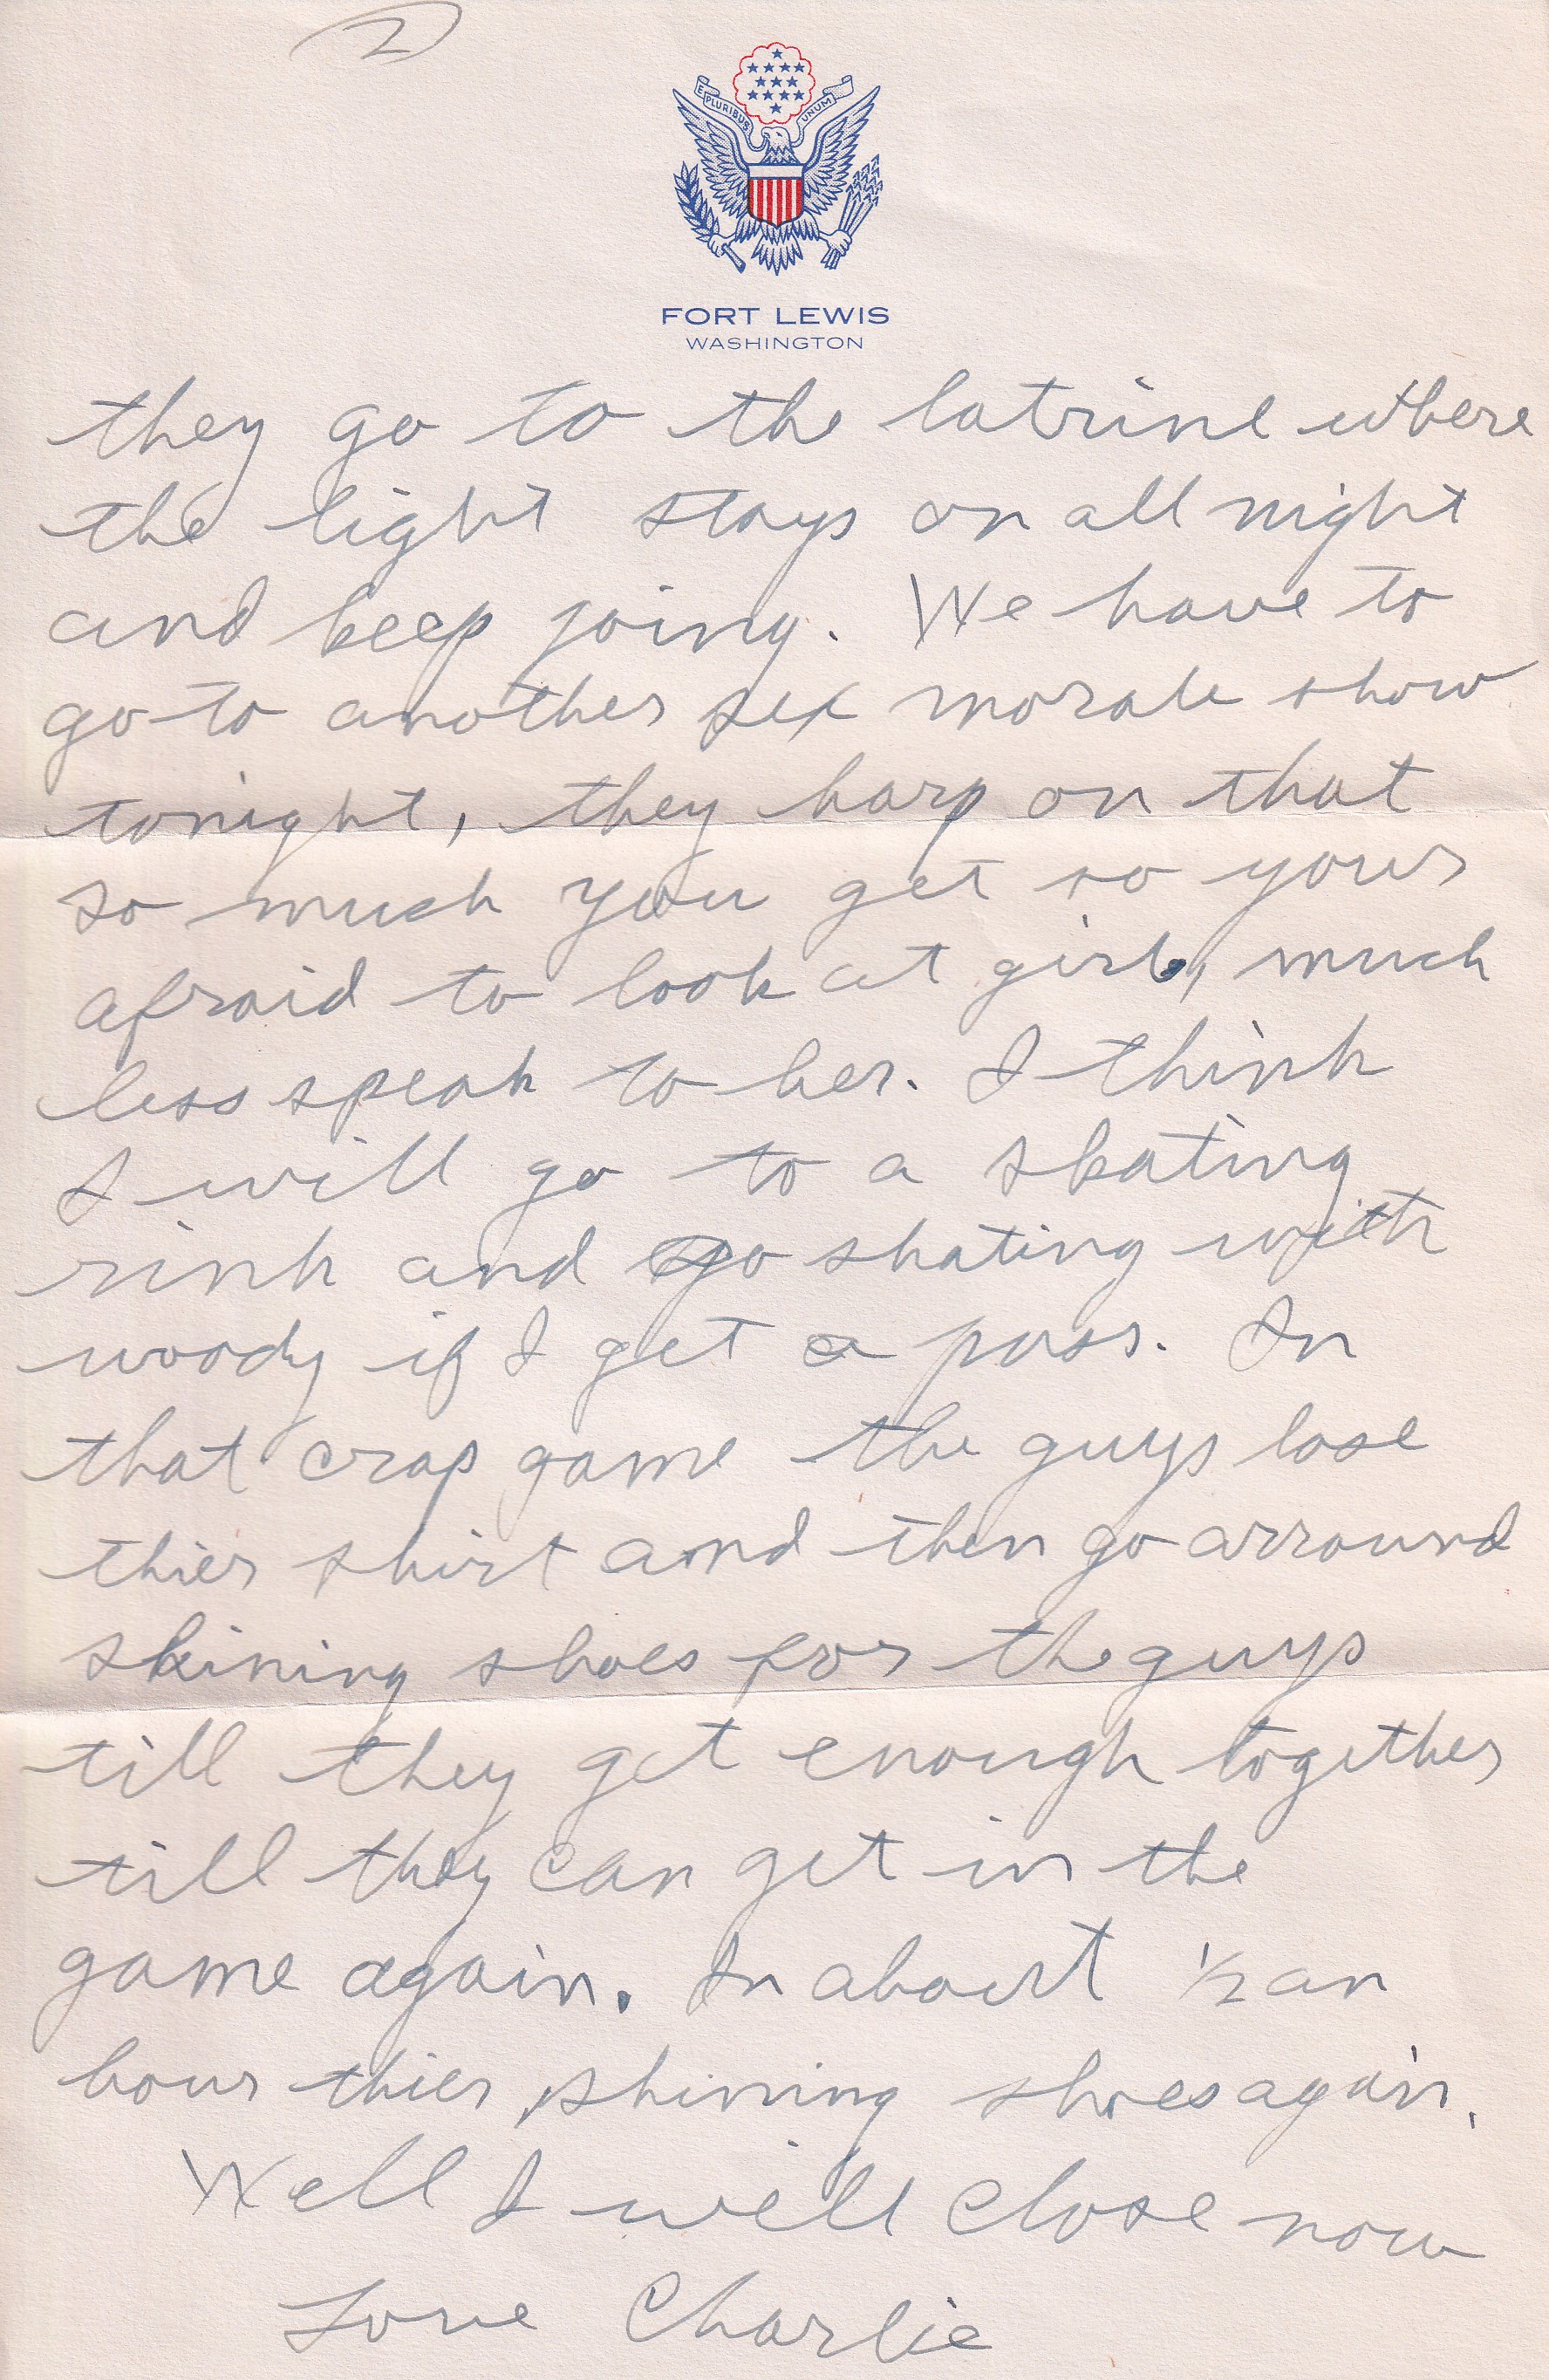 2
E PLURIBUS UNUM
FORT LEWIS
WASHINGTON
they go to the latrine where
the light stays on all night
and keep going. We have to
go to another sex morale show
tonight, they harp on that
so much you get so your
afraid to look at girl, much
less speak to her. I think
I will go to a skating
rink and go skating with
woody if I get a pass. In
that crap game the guys lose
thier shirt and then go arround
shining shoes for the guys
till they get enough together
till they can get in the
game again. In about 1/2 an
hour thier shining shoes again.
Well I will close now
Love Charlie